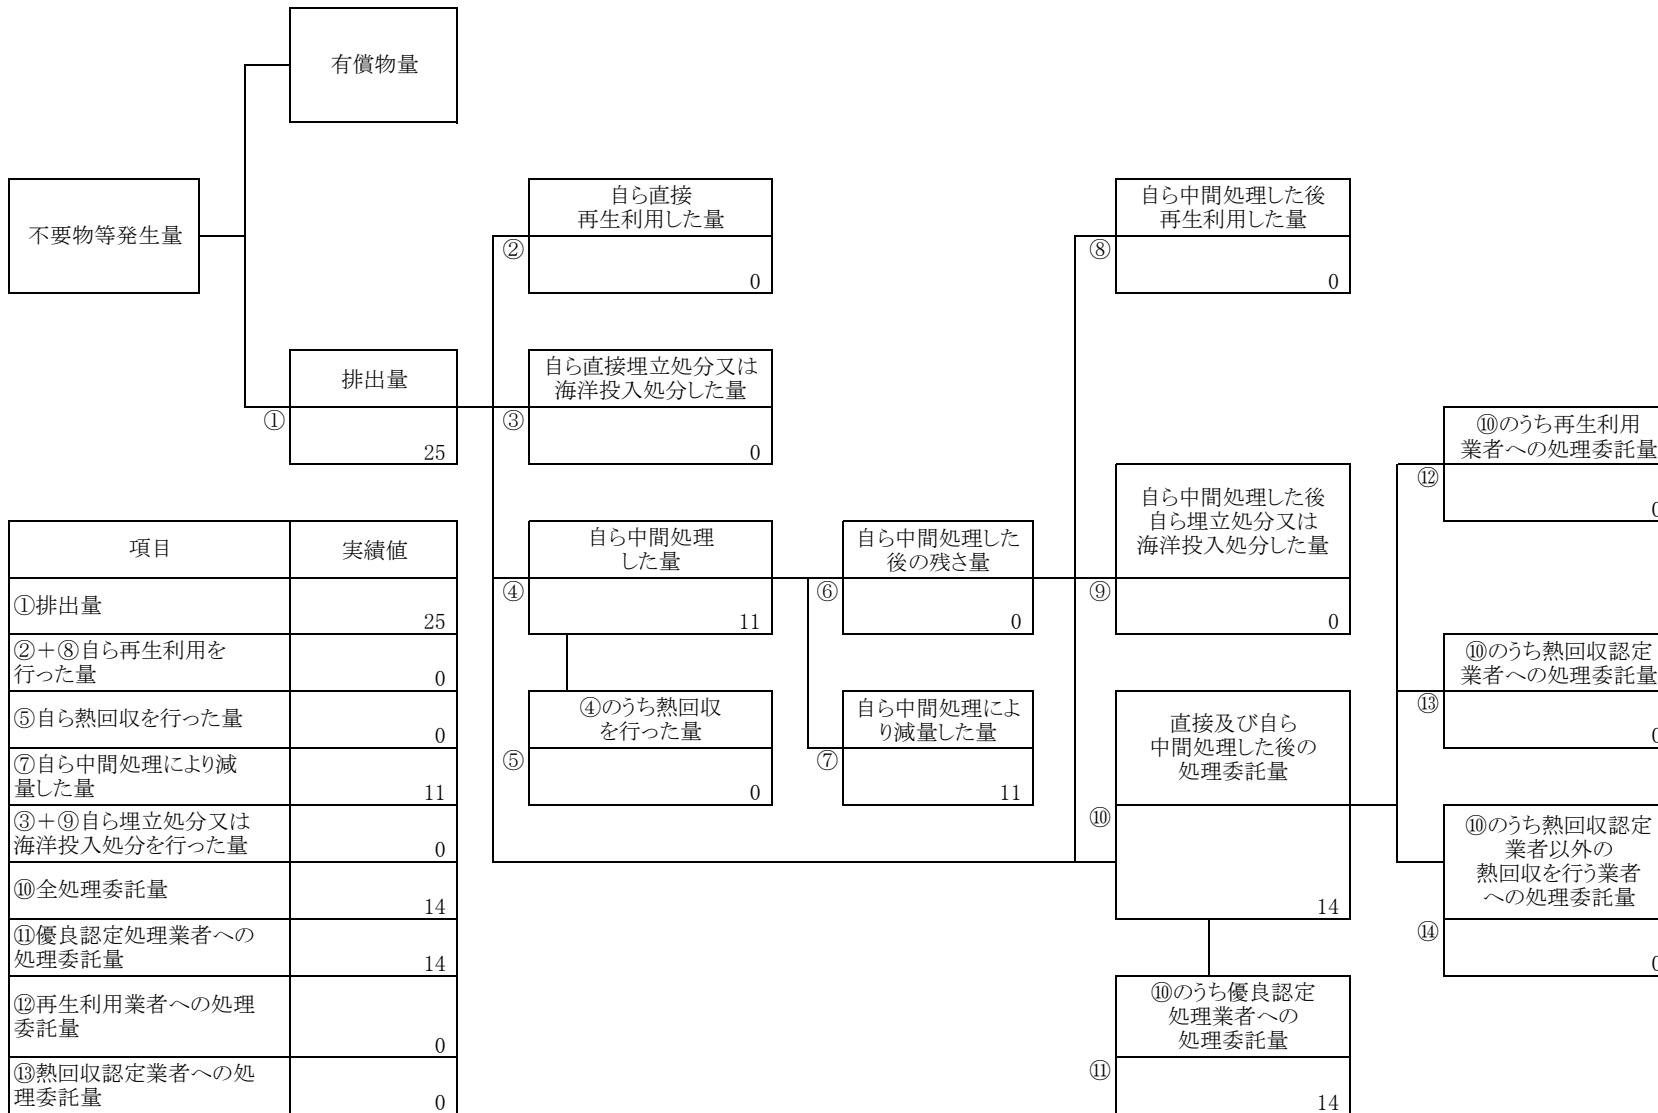 有償物量
不要物等発生量
自ら直接
再生利用した量
②
0
自ら中間処理した後
再生利用した量
⑧
0
排出量
①
25
自ら直接埋立処分又は
海洋投入処分した量
③
0
⑩のうち再生利用
業者への処理委託量
⑫
0
自ら中間処理した後
自ら埋立処分又は
海洋投入処分した量
⑨
0
自ら中間処理
した量
④
11
自ら中間処理した
後の残さ量
⑥
0
⑩のうち熱回収認定
業者への処理委託量
⑬
0
④のうち熱回収
を行った量
⑤
0
自ら中間処理によ
り減量した量
⑦
11
直接及び自ら
中間処理した後の
処理委託量
⑩
14
⑩のうち熱回収認定
業者以外の
熱回収を行う業者
への処理委託量
⑭
0
⑩のうち優良認定
処理業者への
処理委託量
⑪
14
項目 実績値
①排出量 25
②+⑧自ら再生利用を
行った量 0
⑤自ら熱回収を行った量 0
⑦自ら中間処理により減
量した量 11
③+⑨自ら埋立処分又は
海洋投入処分を行った量 0
⑩全処理委託量 14
⑪優良認定処理業者への
処理委託量 14
⑫再生利用業者への処理
委託量 0
⑬熱回収認定業者への処
理委託量 0